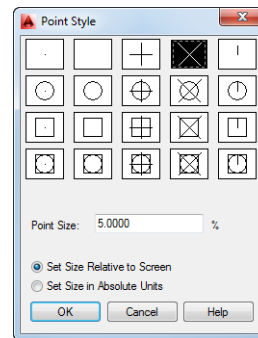 Point Style
Point Size: 5.0000 %
Set Size Relative to Screen
Set Size in Absolute Units
OK Cancel Help